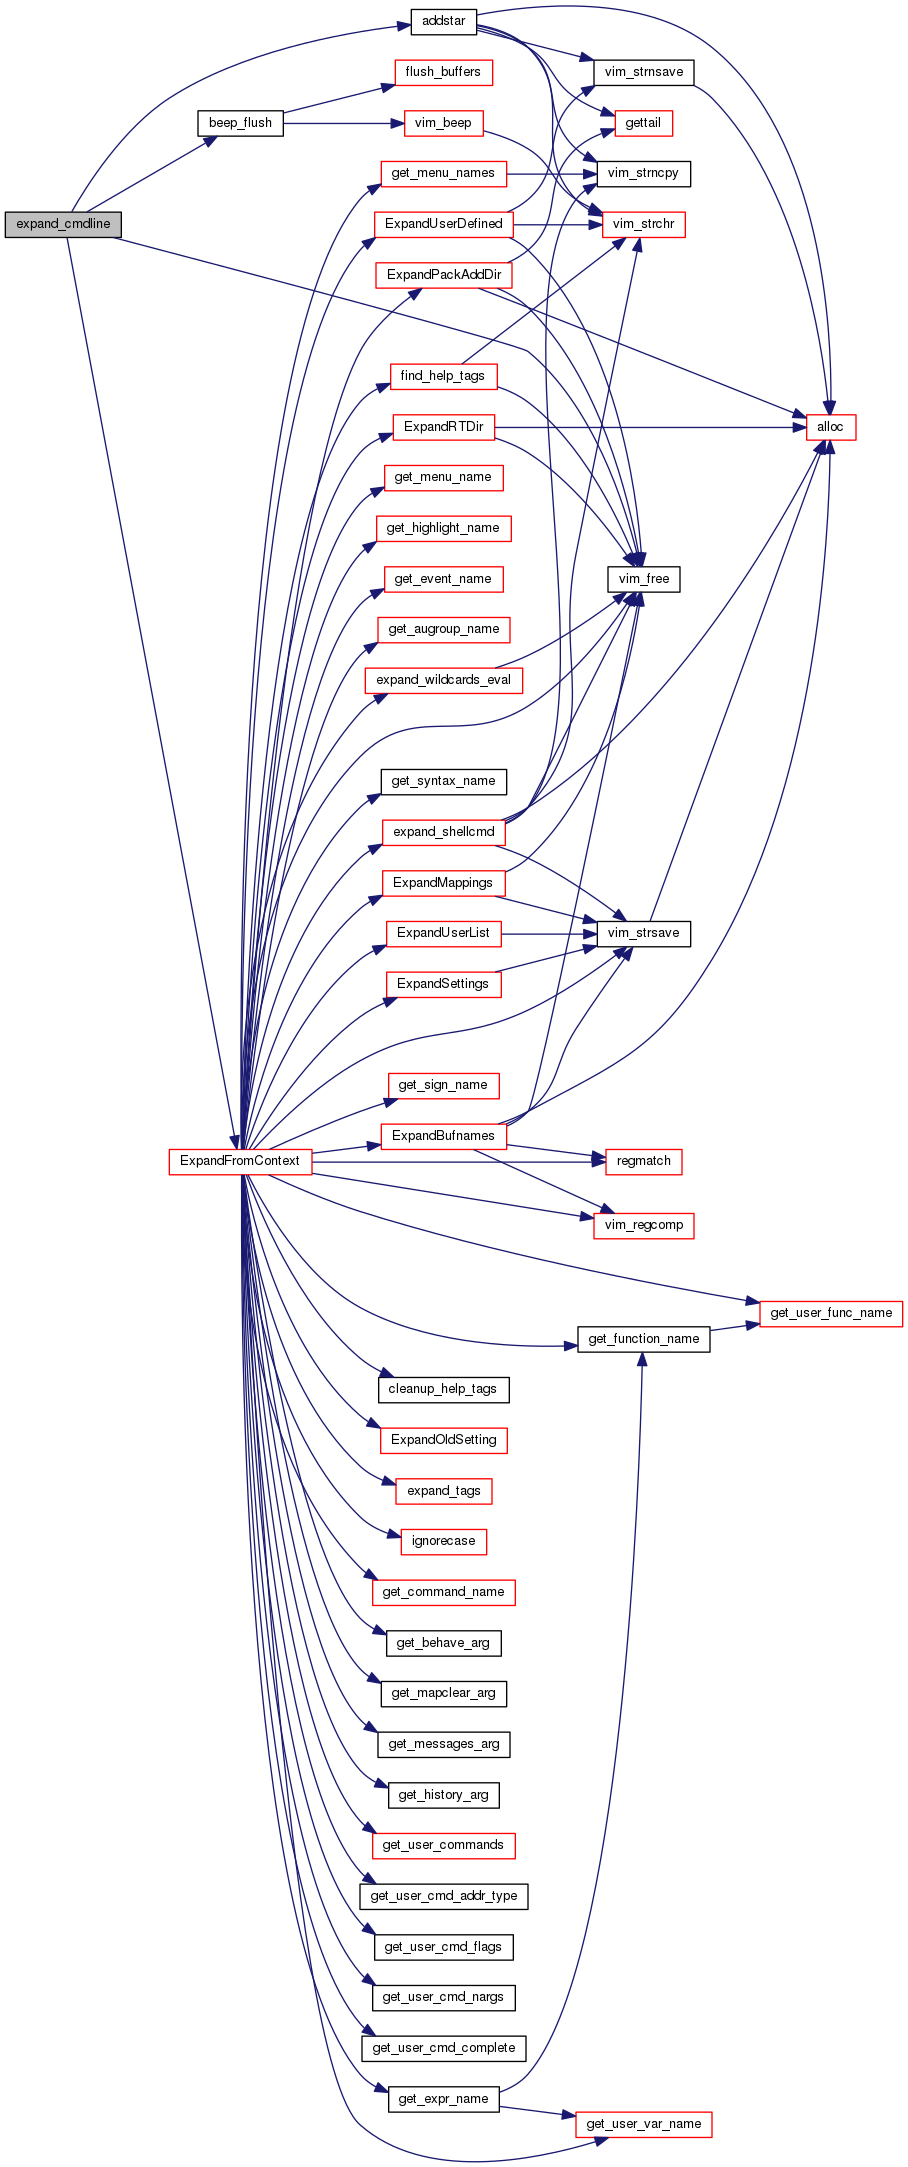 addstar
vim_strnsave
flush_buffers
beep_flush
vim_beep
gettail
get_menu_names
vim_strncpy
expand_cmdline
ExpandUserDefined
vim_strchr
ExpandPackAddDir
find_help_tags
ExpandRTDir
alloc
get_menu_name
get_highlight_name
get_event_name
vim_free
get_augroup_name
expand_wildcards_eval
get_syntax_name
expand_shellcmd
ExpandMappings
ExpandUserList
vim_strsave
ExpandSettings
get_sign_name
ExpandBufnames
ExpandFromContext
regmatch
vim_regcomp
get_user_func_name
get_function_name
cleanup_help_tags
ExpandOldSetting
expand_tags
ignorecase
get_command_name
get_behave_arg
get_mapclear_arg
get_messages_arg
get_history_arg
get_user_commands
get_user_cmd_addr_type
get_user_cmd_flags
get_user_cmd_nargs
get_user_cmd_complete
get_expr_name
get_user_var_name